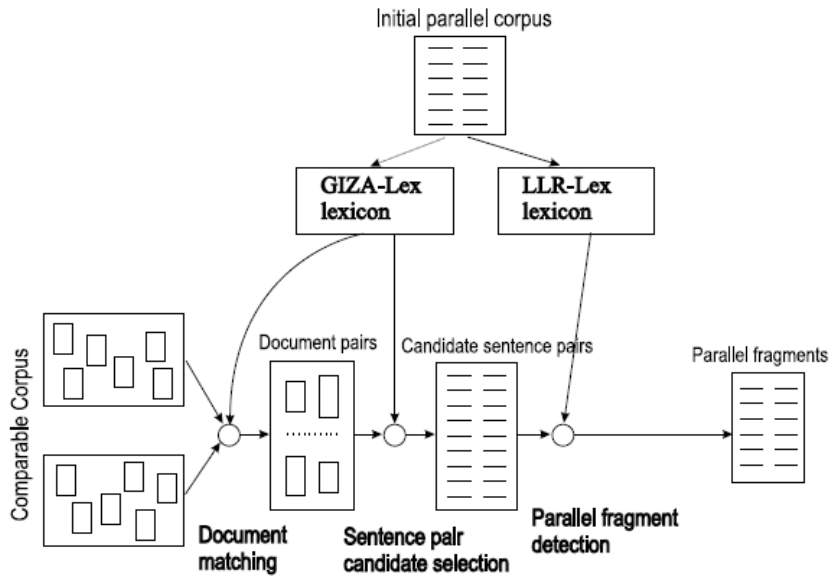 Initial parallel corpus
GIZA-Lex
lexicon
LLR-Lex
lexicon
Comparable Corpus
Document pairs
Candidate sentence pairs
Parallel fragments
Document
matching
Sentence pair
candidate selection
Parallel fragment
detection